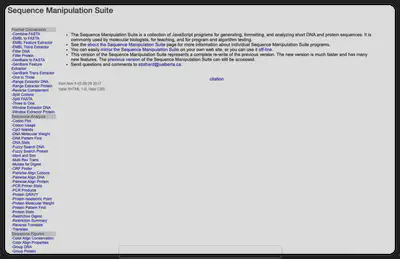 Sequence Manipulation Suite
Format Conversion
-Combine FASTA
-EMBL to FASTA
-EMBL Feature Extractor
-EMBL Trans Extractor
-Filter DNA
-Filter Protein
-GenBank to FASTA
-GenBank Feature
Extractor
-GenBank Trans Extractor
-One to Three
-Range Extractor DNA
-Range Extractor Protein
-Reverse Complement
-Split Codons
-Split FASTA
-Three to One
-Window Extractor DNA
-Window Extractor Protein
Sequence Analysis
-Codon Plot
-Codon Usage
-CpG Islands
-DNA Molecular Weight
-DNA Pattern Find
-DNA Stats
-Fuzzy Search DNA
-Fuzzy Search Protein
-Ident and Sim
-Multi Rev Trans
-Mutate for Digest
-ORF Finder
-Pairwise Align Codons
-Pairwise Align DNA
-Pairwise Align Protein
-PCR Primer Stats
-PCR Products
-Protein GRAVY
-Protein Isoelectric Point
-Protein Molecular Weight
-Protein Pattern Find
-Protein Stats
-Restriction Digest
-Restriction Summary
-Reverse Translate
-Translate
Sequence Figures
-Color Align Conservation
-Color Align Properties
-Group DNA
-Group Protein
• The Sequence Manipulation Suite is a collection of JavaScript programs for generating, formatting, and analyzing short DNA and protein sequences. It is
commonly used by molecular biologists, for teaching, and for program and algorithm testing.
• See the about the Sequence Manipulation Suite page for more information about individual Sequence Manipulation Suite programs.
• You can easily mirror the Sequence Manipulation Suite on your own web site, or you can use it off-line.
• This version of the Sequence Manipulation Suite represents a complete re-write of the previous version. The new version is much faster and has many
new features. The previous version of the Sequence Manipulation Suite can still be accessed.
• Send questions and comments to stothard@ualberta.ca
citation
Valid XHTML 1.0; Valid CSS